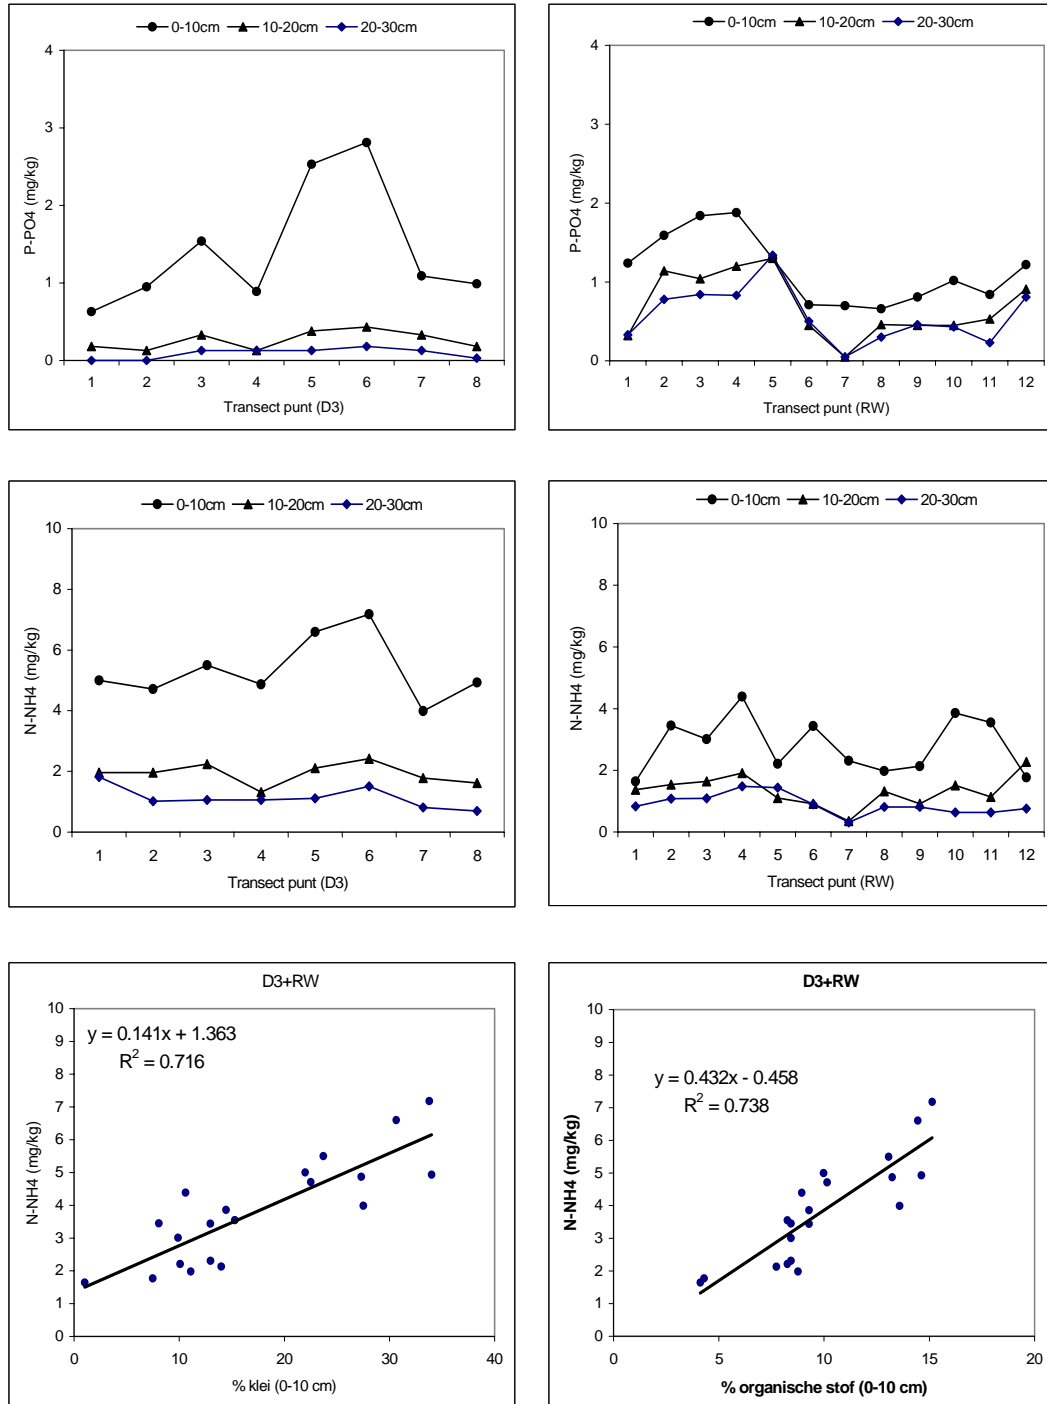 0-10cm 10-20cm 20-30cm
4
3
2
1
0
P-PO4 (mg/kg)
1 2 3 4 5 6 7 8
Transect punt (D3)
0-10cm 10-20cm 20-30cm
4
3
2
1
0
P-PO4 (mg/kg)
1 2 3 4 5 6 7 8 9 10 11 12
Transect punt (RW)
0-10cm 10-20cm 20-30cm
10
8
6
4
2
0
N-NH4 (mg/kg)
1 2 3 4 5 6 7 8
Transect punt (D3)
0-10cm 10-20cm 20-30cm
10
8
6
4
2
0
N-NH4 (mg/kg)
1 2 3 4 5 6 7 8 9 10 11 12
Transect punt (RW)
D3+RW
y = 0.141x + 1.363
R² = 0.716
10
9
8
7
6
5
4
3
2
1
0
N-NH4 (mg/kg)
0 10 20 30 40
% klei (0-10 cm)
D3+RW
y = 0.432x - 0.458
R² = 0.738
10
9
8
7
6
5
4
3
2
1
0
N-NH4 (mg/kg)
0 5 10 15 20
% organische stof (0-10 cm)